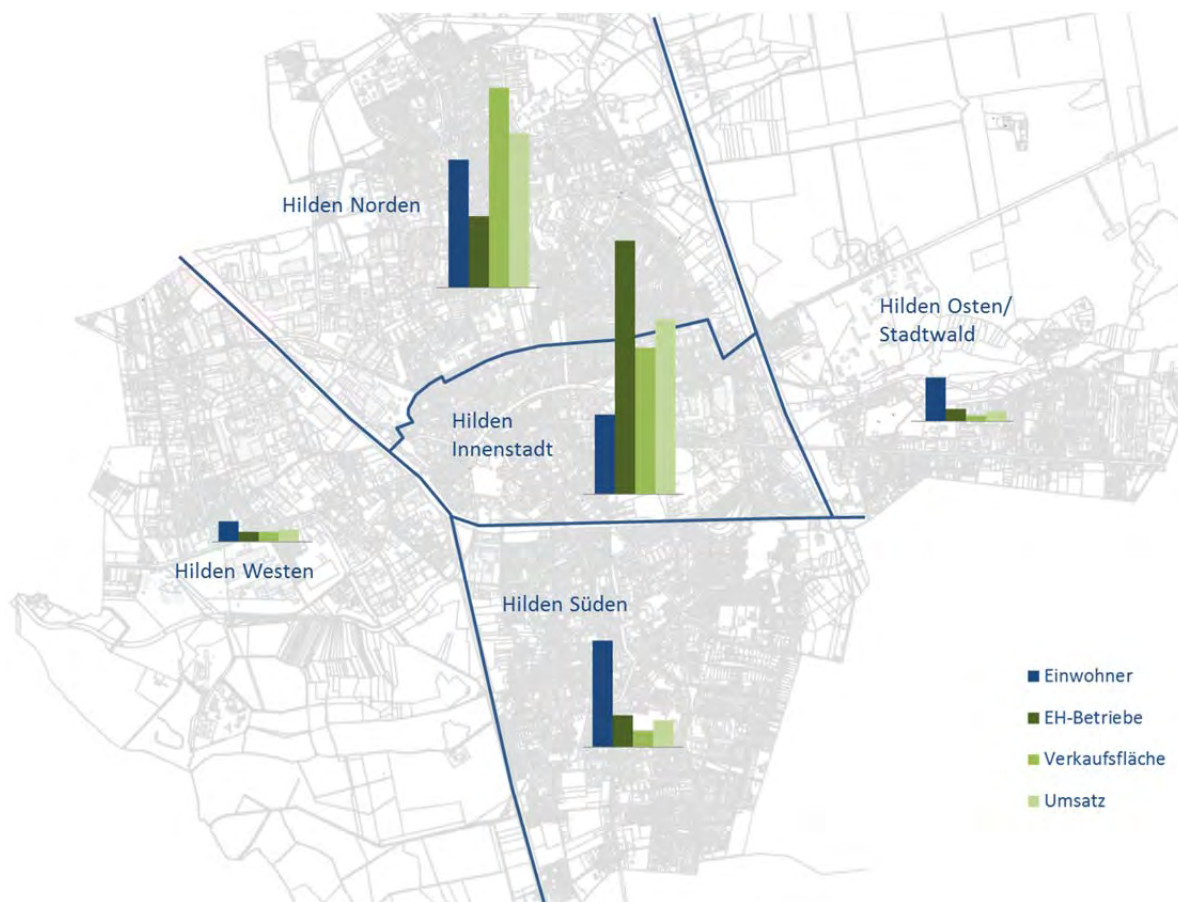 Hilden Norden
Hilden Osten/
Stadtwald
Hilden
Innenstadt
Hilden Westen
Hilden Süden
Einwohner
EH-Betriebe
Verkaufsfläche
Umsatz